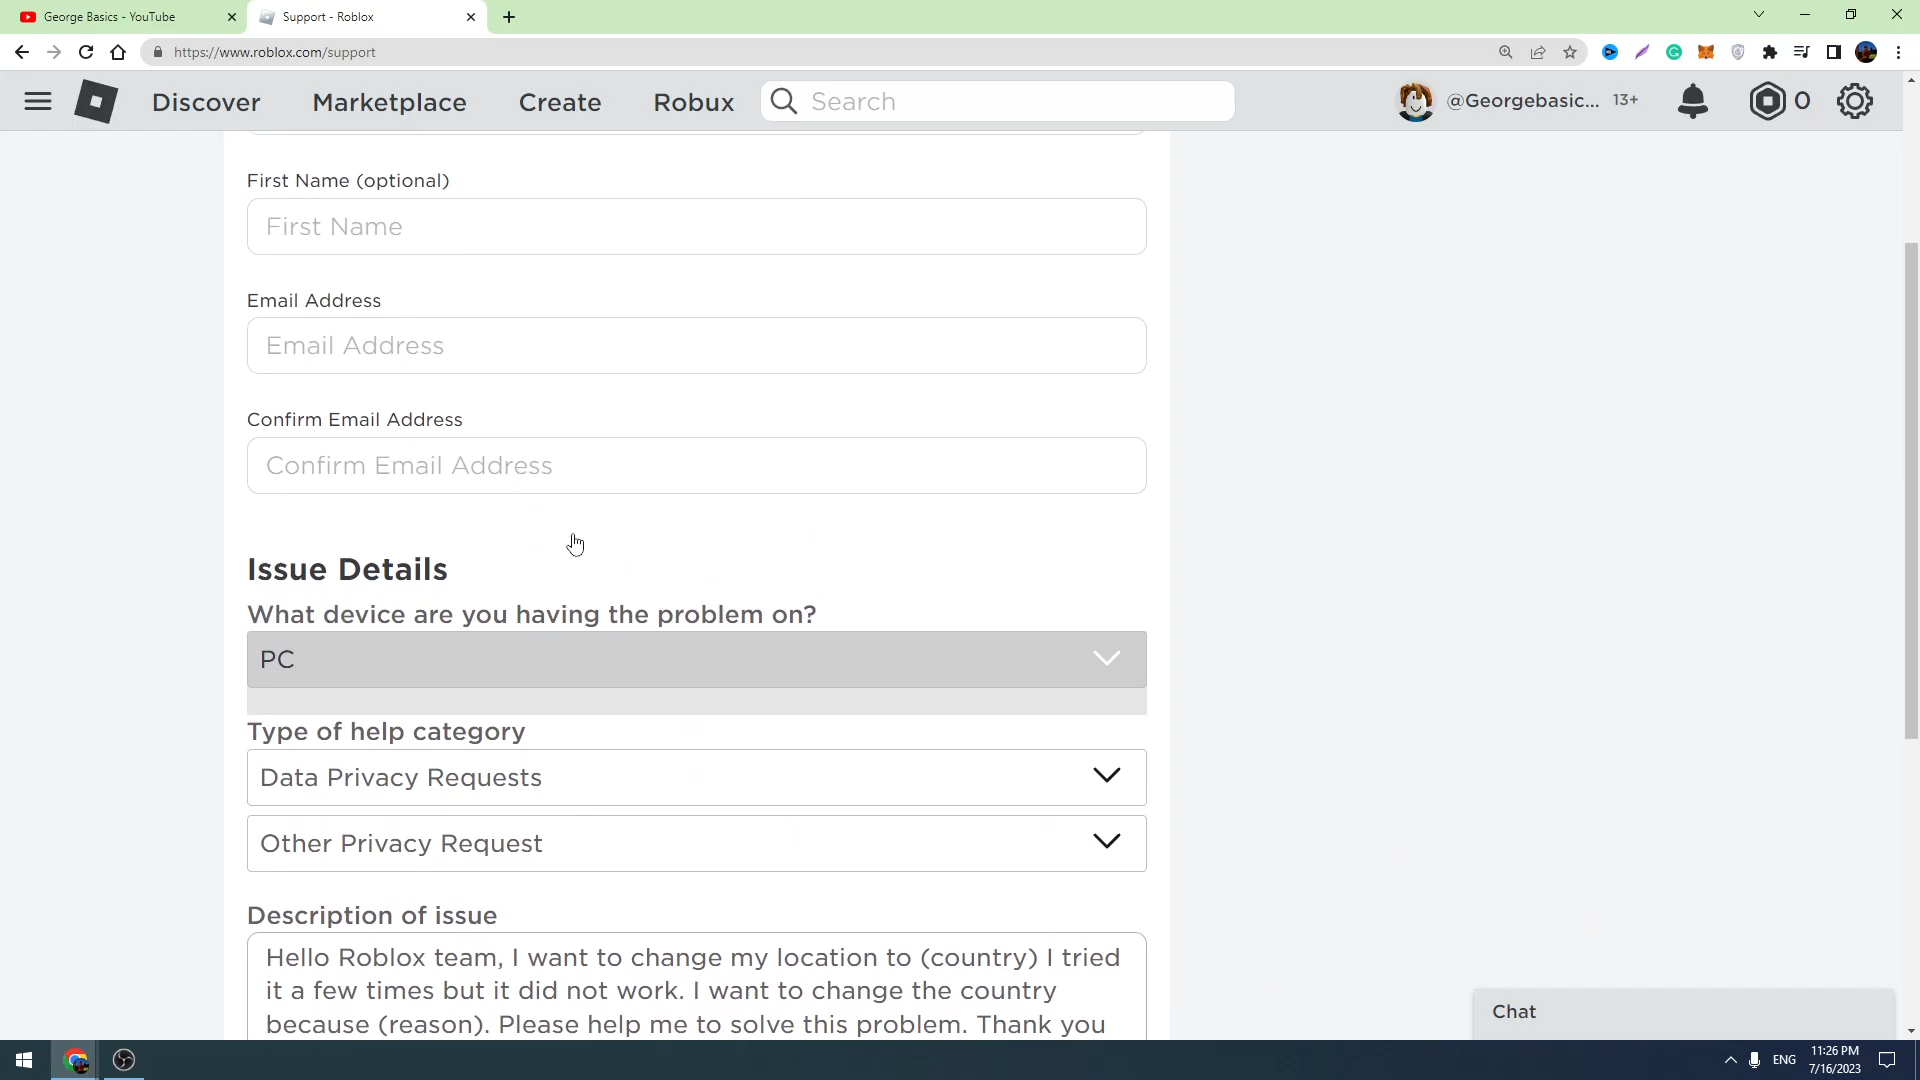 George Basics - YouTube
Support - Roblox
https://www.roblox.com/support
Discover
Marketplace
Create
Robux
Search
@Georgebasic... 13+
0
First Name (optional)
First Name
Email Address
Email Address
Confirm Email Address
Confirm Email Address
Issue Details
What device are you having the problem on?
PC
Type of help category
Data Privacy Requests
Other Privacy Request
Description of issue
Hello Roblox team, I want to change my location to (country) I tried
it a few times but it did not work. I want to change the country
because (reason). Please help me to solve this problem. Thank you
Chat
ENG
11:26 PM
7/16/2023